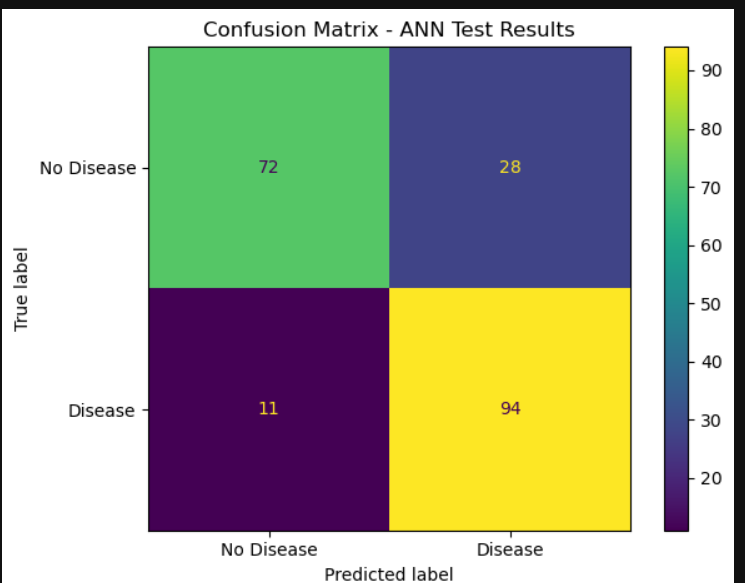 Confusion Matrix - ANN Test Results
No Disease
72
28
Disease
11
94
No Disease
Disease
Predicted label
True label
90
80
70
60
50
40
30
20